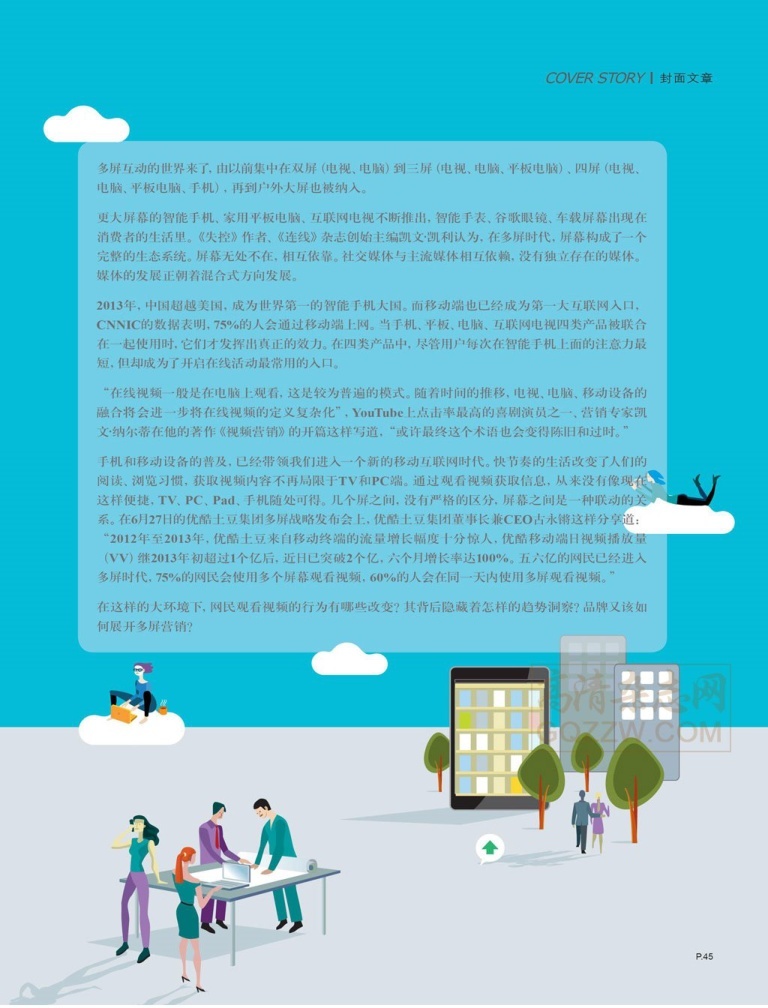 COVER STORY | 封面文章
多屏互动的世界来了，由以前集中在双屏（电视、电脑）到三屏（电视、电脑、平板电脑）、四屏（电视、
电脑、平板电脑、手机），再到户外大屏也被纳入。
更大屏幕的智能手机、家用平板电脑、互联网电视不断推出，智能手表、谷歌眼镜、车载屏幕出现在
消费者的生活里。《失控》作者、《连线》杂志创始主编凯文·凯利认为，在多屏时代，屏幕构成了一个
完整的生态系统。屏幕无处不在，相互依靠。社交媒体与主流媒体相互依赖，没有独立存在的媒体。
媒体的发展正朝着混合式方向发展。
2013年，中国超越美国，成为世界第一的智能手机大国。而移动端也已经成为第一大互联网入口，
CNNIC的数据表明，75%的人会通过移动端上网。当手机、平板、电脑、互联网电视四类产品被联合
在一起使用时，它们才发挥出真正的效力。在四类产品中，尽管用户每次在智能手机上面的注意力最
短，但却成为了开启在线活动最常用的入口。
“在线视频一般是在电脑上观看，这是较为普遍的模式。随着时间的推移，电视、电脑、移动设备的
融合将会进一步将在线视频的定义复杂化”，YouTube上点击率最高的喜剧演员之一、营销专家凯
文·纳尔蒂在他的著作《视频营销》的开篇这样写道，“或许最终这个术语也会变得陈旧和过时。”
手机和移动设备的普及，已经带领我们进入一个新的移动互联网时代。快节奏的生活改变了人们的
阅读、浏览习惯，获取视频内容不再局限于TV和PC端。通过观看视频获取信息，从来没有像现在
这样便捷，TV、PC、Pad、手机随处可得。几个屏之间，没有严格的区分，屏幕之间是一种联动的关
系。在6月27日的优酷土豆集团多屏战略发布会上，优酷土豆集团董事长兼CEO古永锵这样分享道：
“2012年至2013年，优酷土豆来自移动终端的流量增长幅度十分惊人，优酷移动端日视频播放量
（VV）继2013年初超过1个亿后，近日已突破2个亿，六个月增长率达100%。五六亿的网民已经进入
多屏时代，75%的网民会使用多个屏幕观看视频，60%的人会在同一天内使用多屏观看视频。”
在这样的大环境下，网民观看视频的行为有哪些改变？其背后隐藏着怎样的趋势洞察？品牌又该如
何展开多屏营销？
高清杂志网
GQZZW.COM
P.45